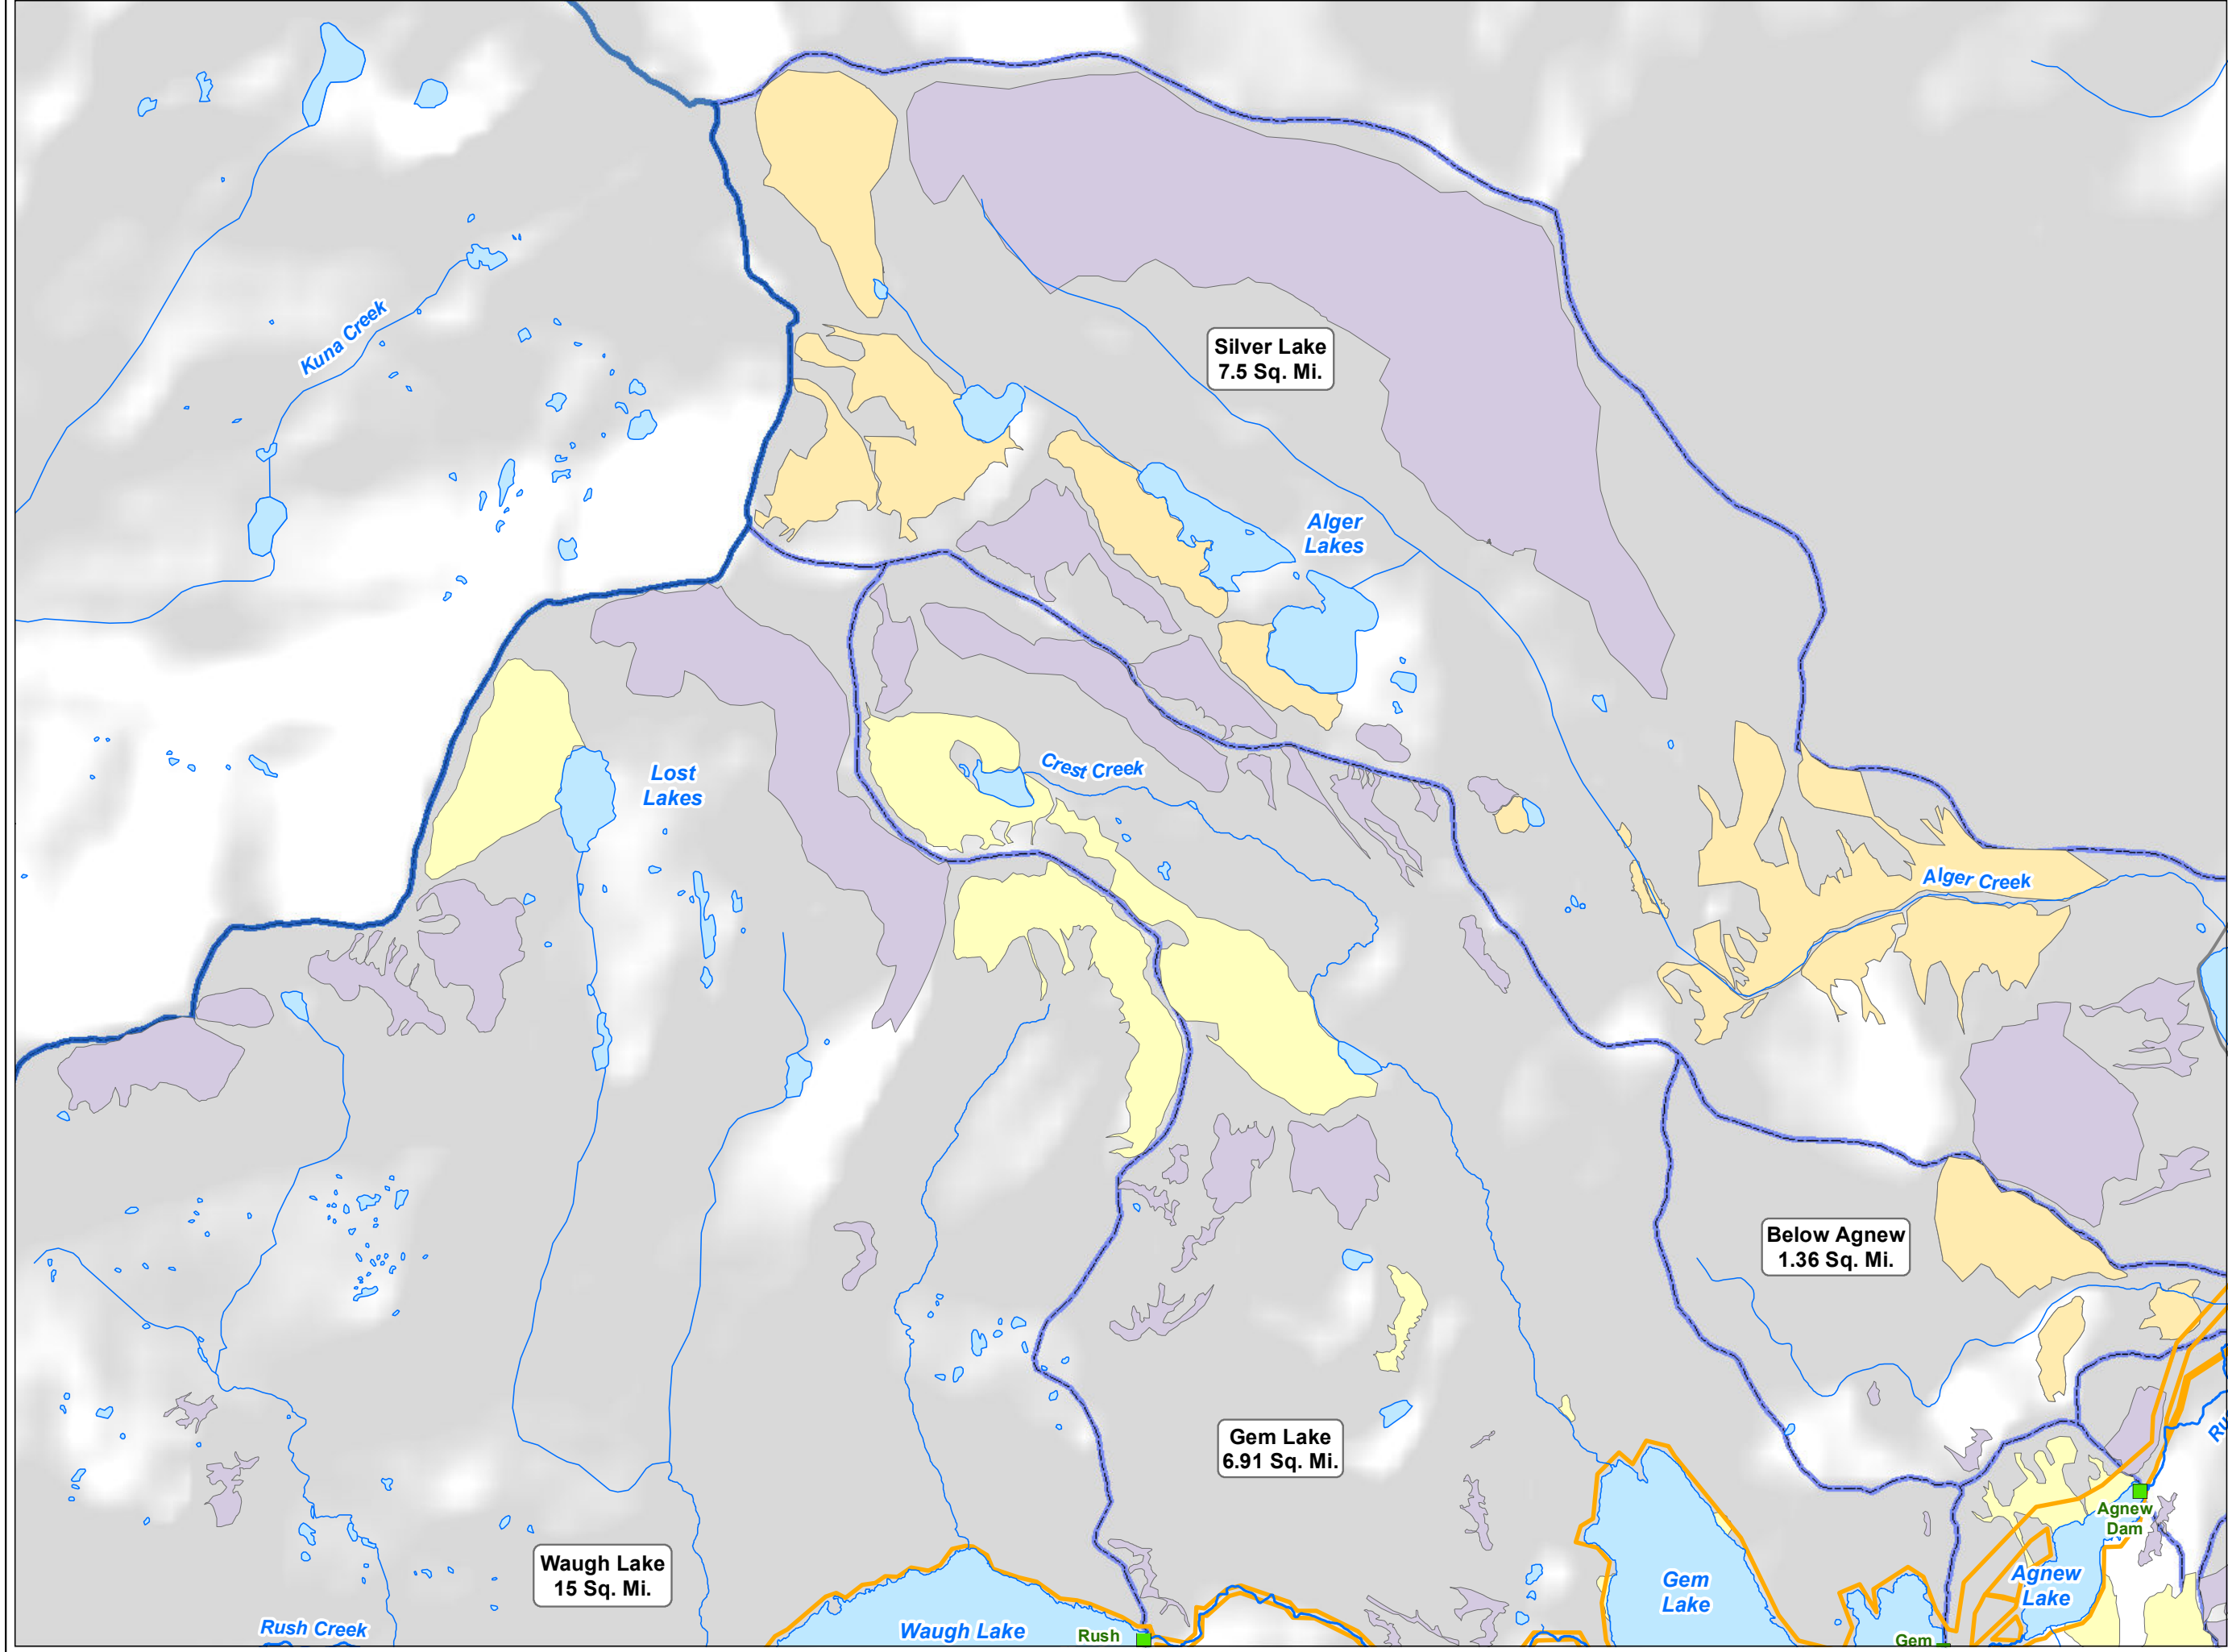 Kuna Creek
Silver Lake
7.5 Sq. Mi.
Alger
Lakes
Lost
Lakes
Crest Creek
Alger Creek
Below Agnew
1.36 Sq. Mi.
Gem Lake
6.91 Sq. Mi.
Agnew
Dam
Waugh Lake
15 Sq. Mi.
Gem
Lake
Agnew
Lake
Rush Creek
Waugh Lake
Rush
Gem